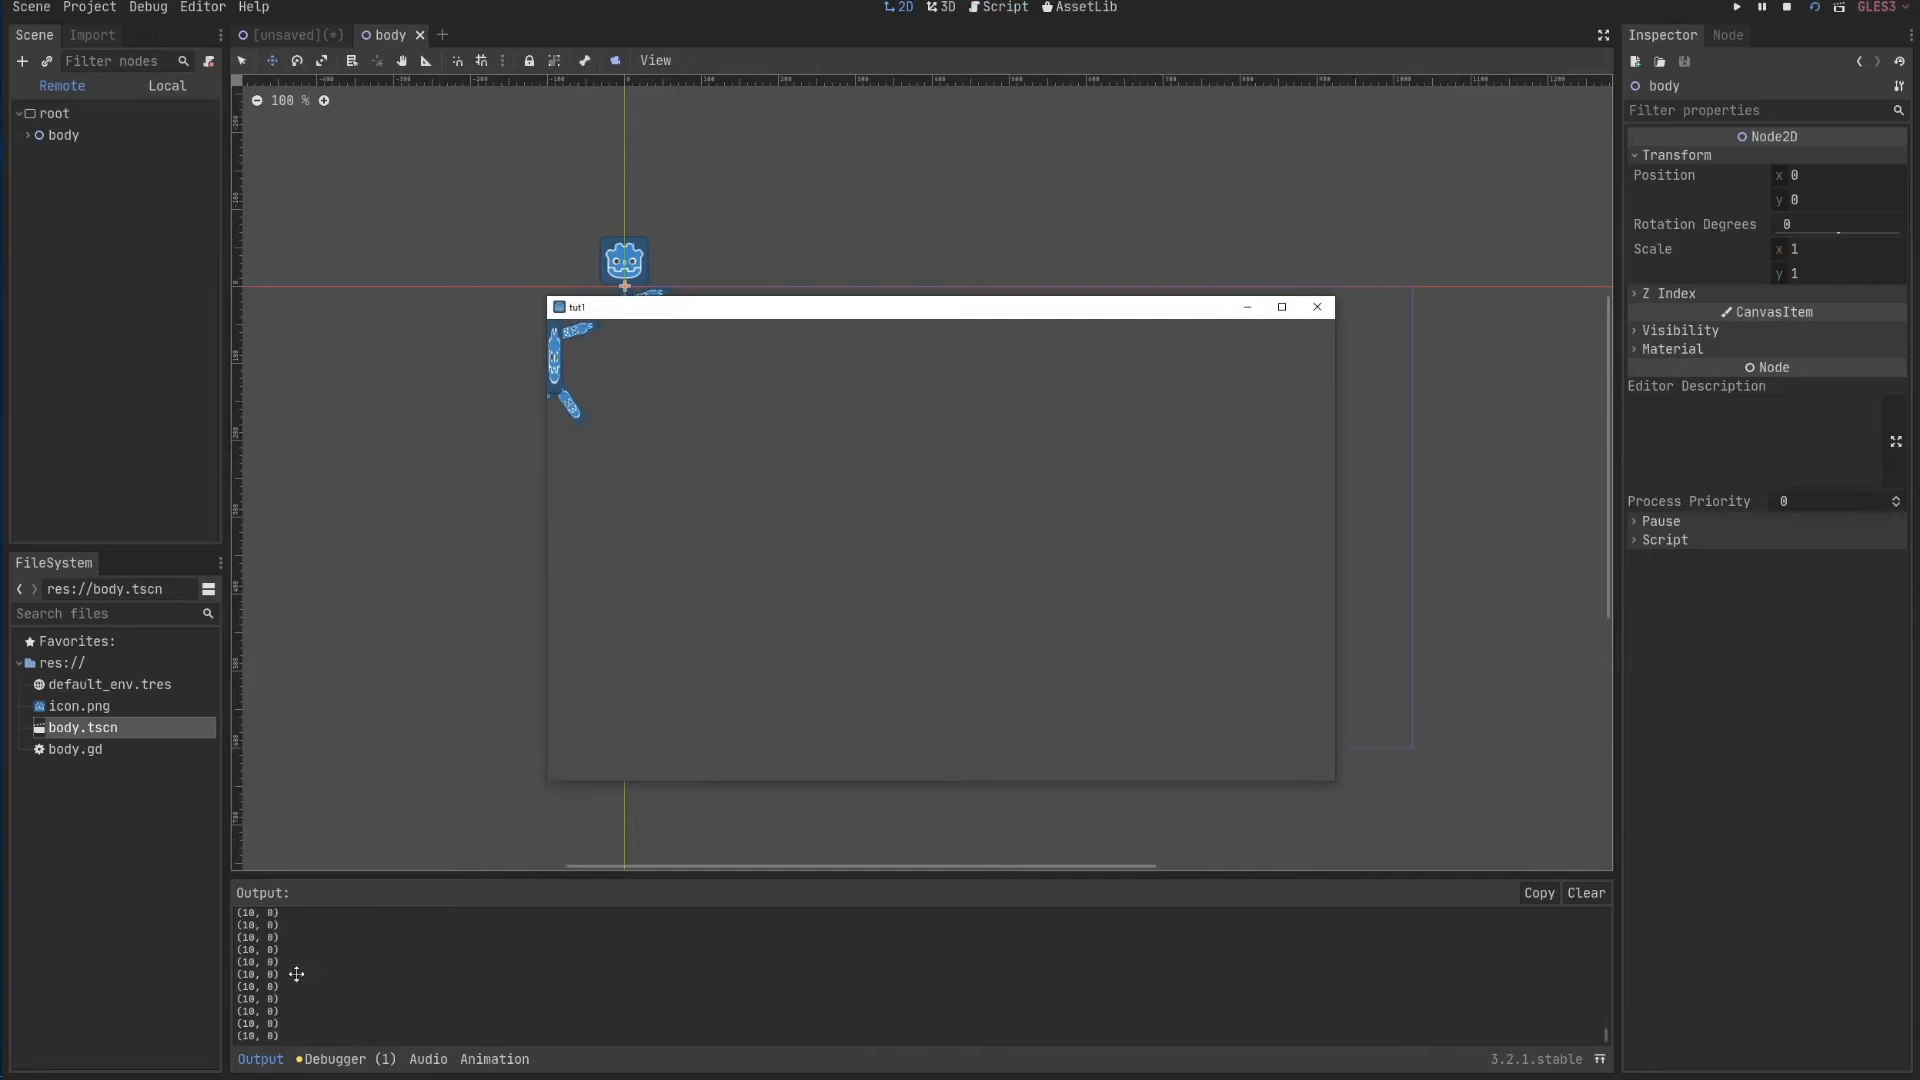 Scene Project Debug Editor Help
2D 3D Script AssetLib
GLES3
Scene Import
[unsaved](*) body
Inspector Node
Filter nodes
View
Remote Local
body
100 %
Filter properties
root
body
Node2D
Transform
Position x 0
y 0
Rotation Degrees 0
Scale x 1
y 1
Z Index
CanvasItem
Visibility
Material
Node
Editor Description
Process Priority 0
Pause
Script
tut1
FileSystem
res://body.tscn
Search files
Favorites:
res://
default_env.tres
icon.png
body.tscn
body.gd
Output:
Copy Clear
(10, 0)
(10, 0)
(10, 0)
(10, 0)
(10, 0)
(10, 0)
(10, 0)
(10, 0)
(10, 0)
(10, 0)
(10, 0)
Output Debugger (1) Audio Animation
3.2.1.stable